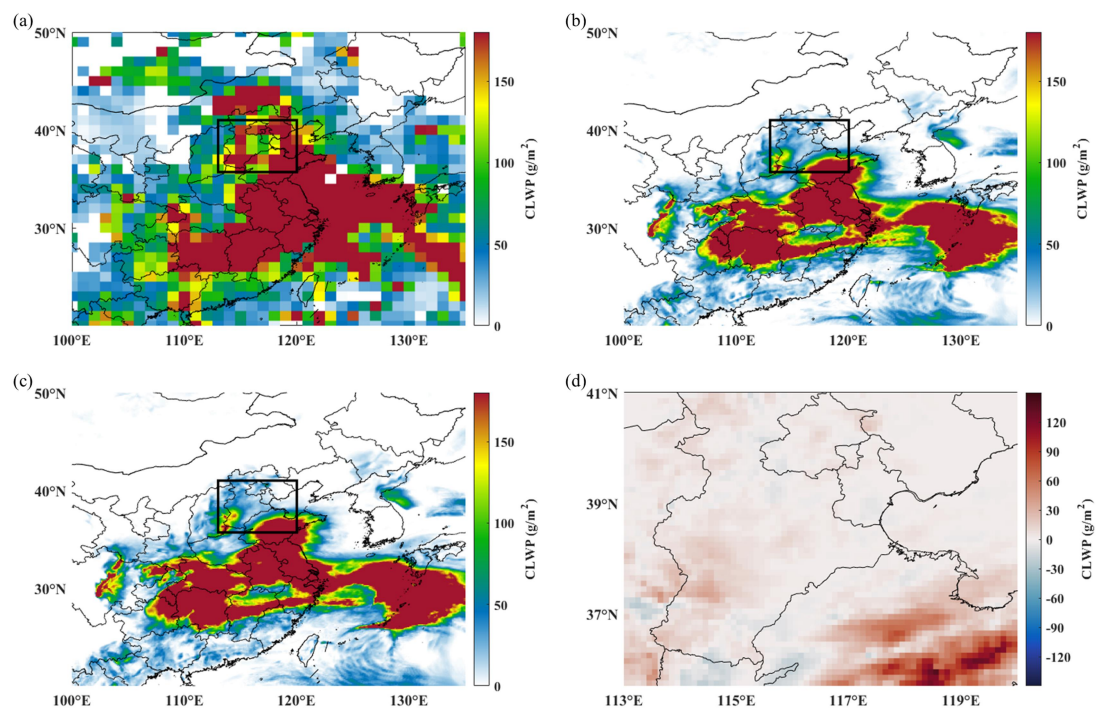 (a)
50°N
40°N
30°N
100°E
110°E
120°E
130°E
150
100
50
0
CLWP (g/m²)
(b)
50°N
40°N
30°N
100°E
110°E
120°E
130°E
150
100
50
0
CLWP (g/m²)
(c)
50°N
40°N
30°N
100°E
110°E
120°E
130°E
150
100
50
0
CLWP (g/m²)
(d)
41°N
39°N
37°N
113°E
115°E
117°E
119°E
120
90
60
30
0
-30
-60
-90
-120
CLWP (g/m²)